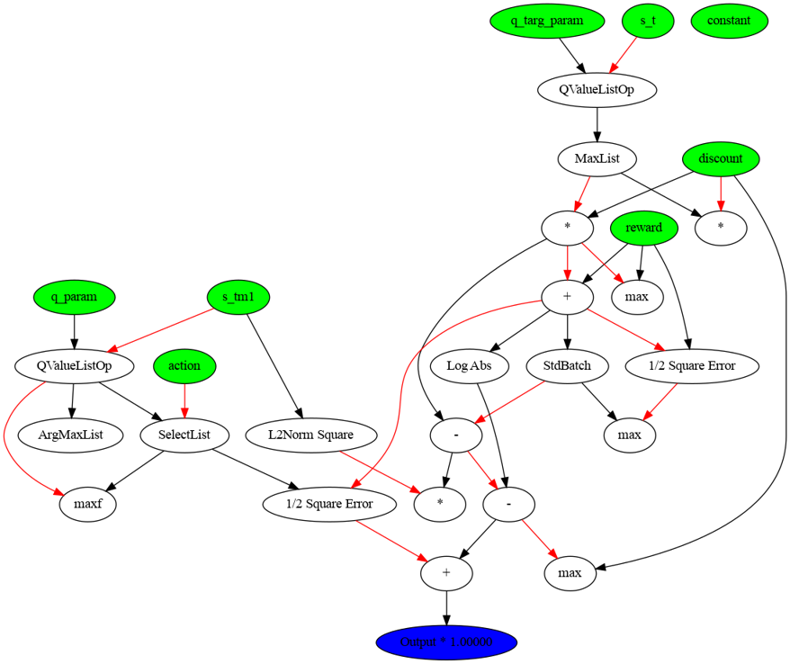 q_targ_param
s_t
constant
QValueListOp
MaxList
discount
*
reward
*
q_param
s_tm1
+
max
QValueListOp
action
Log Abs
StdBatch
1/2 Square Error
ArgMaxList
SelectList
L2Norm Square
-
max
maxf
1/2 Square Error
*
-
+
max
Output * 1.00000